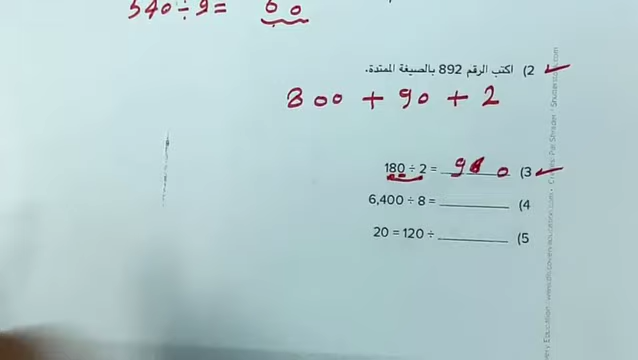 540 ÷ 9 = 60
2) اكتب الرقم 892 بالصيغة الممتدة.
800 + 90 + 2
180 ÷ 2 = 90 (3
6,400 ÷ 8 = ________ (4
20 = 120 ÷ ________ (5